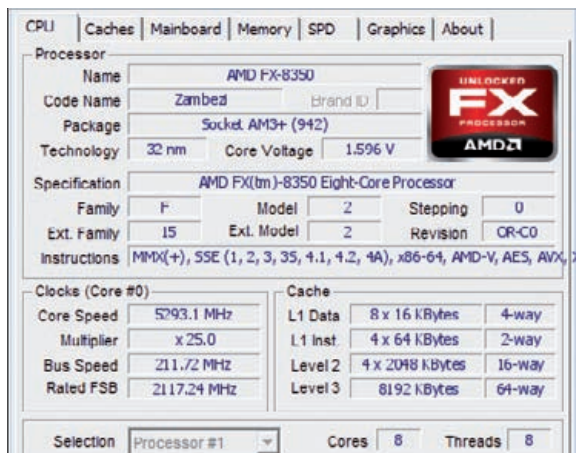 CPU Caches Mainboard Memory SPD Graphics About
Processor
Name AMD FX-8350
Code Name Zambezi Brand ID
Package Socket AM3+ (942)
Technology 32 nm Core Voltage 1.596 V
UNLOCKED
FX
PROCESSOR
AMD
Specification AMD FX(tm)-8350 Eight-Core Processor
Family F Model 2 Stepping 0
Ext. Family 15 Ext. Model 2 Revision OR-C0
Instructions MMX(+), SSE (1, 2, 3, 3S, 4.1, 4.2, 4A), x86-64, AMD-V, AES, AVX,
Clocks (Core #0)
Core Speed 5293.1 MHz
Multiplier x 25.0
Bus Speed 211.72 MHz
Rated FSB 2117.24 MHz
Cache
L1 Data 8 x 16 KBytes 4-way
L1 Inst. 4 x 64 KBytes 2-way
Level 2 4 x 2048 KBytes 16-way
Level 3 8192 KBytes 64-way
Selection Processor #1 Cores 8 Threads 8